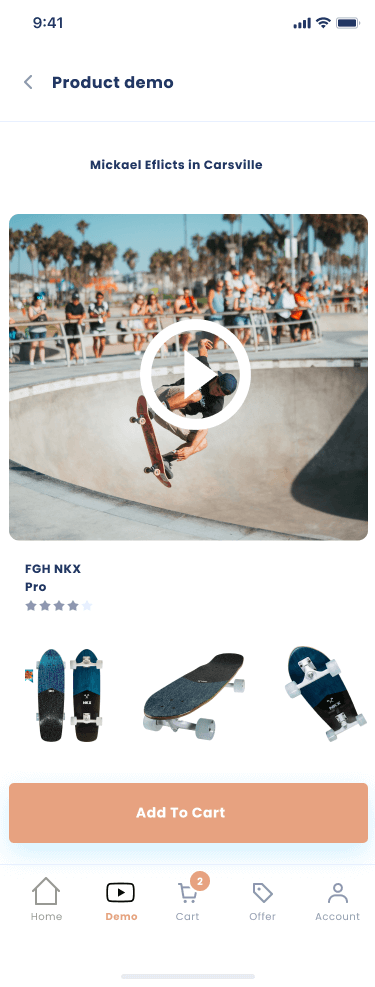 9:41
Product demo
Mickael Eflicts in Carsville
FGH NKX
Pro
Add To Cart
2
Home
Demo
Cart
Offer
Account